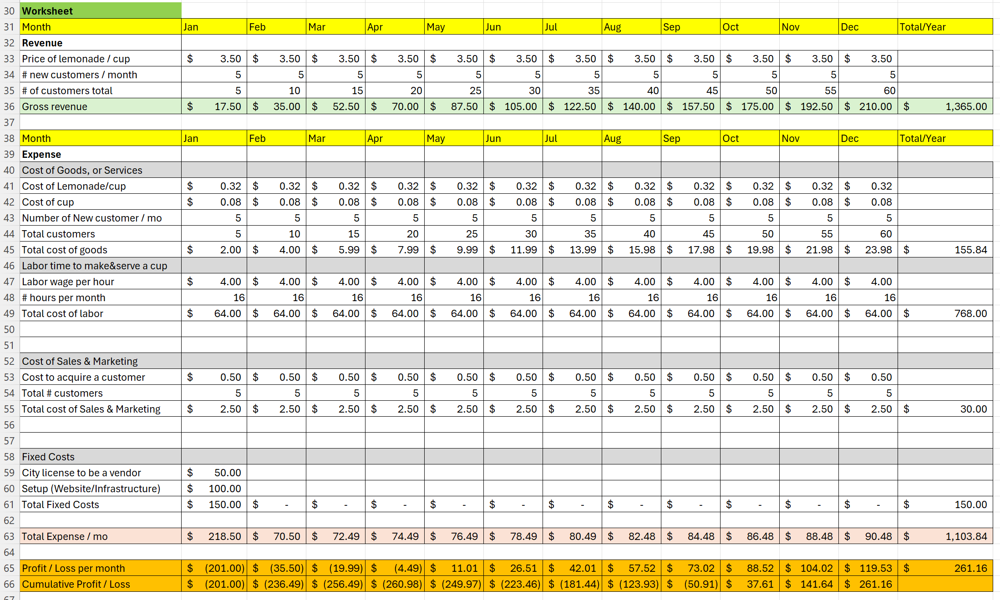 30 Worksheet
31 Month Jan Feb Mar Apr May Jun Jul Aug Sep Oct Nov Dec Total/Year
32 Revenue
33 Price of lemonade / cup $ 3.50 $ 3.50 $ 3.50 $ 3.50 $ 3.50 $ 3.50 $ 3.50 $ 3.50 $ 3.50 $ 3.50 $ 3.50 $ 3.50
34 # new customers / month 5 5 5 5 5 5 5 5 5 5 5 5
35 # of customers total 5 10 15 20 25 30 35 40 45 50 55 60
36 Gross revenue $ 17.50 $ 35.00 $ 52.50 $ 70.00 $ 87.50 $ 105.00 $ 122.50 $ 140.00 $ 157.50 $ 175.00 $ 192.50 $ 210.00 $ 1,365.00
37
38 Month Jan Feb Mar Apr May Jun Jul Aug Sep Oct Nov Dec Total/Year
39 Expense
40 Cost of Goods, or Services
41 Cost of Lemonade/cup $ 0.32 $ 0.32 $ 0.32 $ 0.32 $ 0.32 $ 0.32 $ 0.32 $ 0.32 $ 0.32 $ 0.32 $ 0.32 $ 0.32
42 Cost of cup $ 0.08 $ 0.08 $ 0.08 $ 0.08 $ 0.08 $ 0.08 $ 0.08 $ 0.08 $ 0.08 $ 0.08 $ 0.08 $ 0.08
43 Number of New customer / mo 5 5 5 5 5 5 5 5 5 5 5 5
44 Total customers 5 10 15 20 25 30 35 40 45 50 55 60
45 Total cost of goods $ 2.00 $ 4.00 $ 5.99 $ 7.99 $ 9.99 $ 11.99 $ 13.99 $ 15.98 $ 17.98 $ 19.98 $ 21.98 $ 23.98 $ 155.84
46 Labor time to make&serve a cup
47 Labor wage per hour $ 4.00 $ 4.00 $ 4.00 $ 4.00 $ 4.00 $ 4.00 $ 4.00 $ 4.00 $ 4.00 $ 4.00 $ 4.00 $ 4.00
48 # hours per month 16 16 16 16 16 16 16 16 16 16 16 16
49 Total cost of labor $ 64.00 $ 64.00 $ 64.00 $ 64.00 $ 64.00 $ 64.00 $ 64.00 $ 64.00 $ 64.00 $ 64.00 $ 64.00 $ 64.00 $ 768.00
50
51
52 Cost of Sales & Marketing
53 Cost to acquire a customer $ 0.50 $ 0.50 $ 0.50 $ 0.50 $ 0.50 $ 0.50 $ 0.50 $ 0.50 $ 0.50 $ 0.50 $ 0.50 $ 0.50
54 Total # customers 5 5 5 5 5 5 5 5 5 5 5 5
55 Total cost of Sales & Marketing $ 2.50 $ 2.50 $ 2.50 $ 2.50 $ 2.50 $ 2.50 $ 2.50 $ 2.50 $ 2.50 $ 2.50 $ 2.50 $ 2.50 $ 30.00
56
57
58 Fixed Costs
59 City license to be a vendor $ 50.00
60 Setup (Website/Infrastructure) $ 100.00
61 Total Fixed Costs $ 150.00 $ - $ - $ - $ - $ - $ - $ - $ - $ - $ - $ - $ 150.00
62
63 Total Expense / mo $ 218.50 $ 70.50 $ 72.49 $ 74.49 $ 76.49 $ 78.49 $ 80.49 $ 82.48 $ 84.48 $ 86.48 $ 88.48 $ 90.48 $ 1,103.84
64
65 Profit / Loss per month $ (201.00) $ (35.50) $ (19.99) $ (4.49) $ 11.01 $ 26.51 $ 42.01 $ 57.52 $ 73.02 $ 88.52 $ 104.02 $ 119.53 $ 261.16
66 Cumulative Profit / Loss $ (201.00) $ (236.49) $ (256.49) $ (260.98) $ (249.97) $ (223.46) $ (181.44) $ (123.93) $ (50.91) $ 37.61 $ 141.64 $ 261.16
67